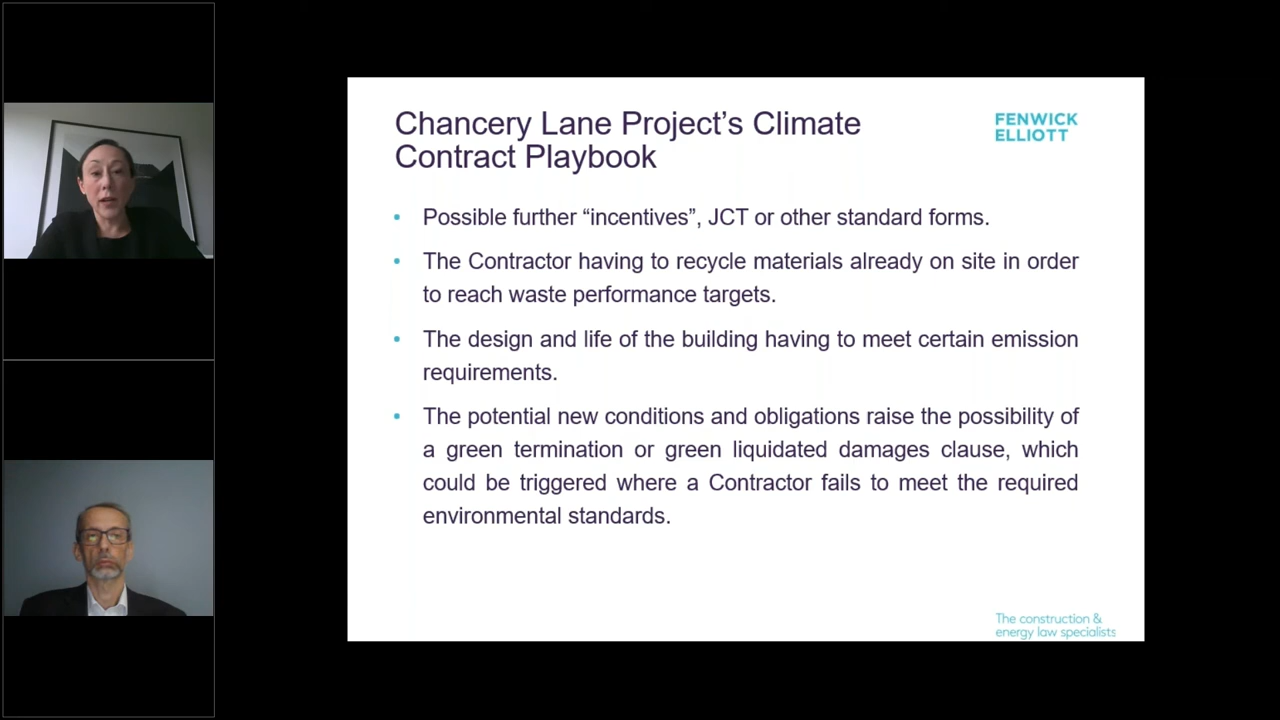 Chancery Lane Project's Climate
Contract Playbook
FENWICK
ELLIOTT
• Possible further “incentives”, JCT or other standard forms.
• The Contractor having to recycle materials already on site in order
to reach waste performance targets.
• The design and life of the building having to meet certain emission
requirements.
• The potential new conditions and obligations raise the possibility of
a green termination or green liquidated damages clause, which
could be triggered where a Contractor fails to meet the required
environmental standards.
The construction &
energy law specialists